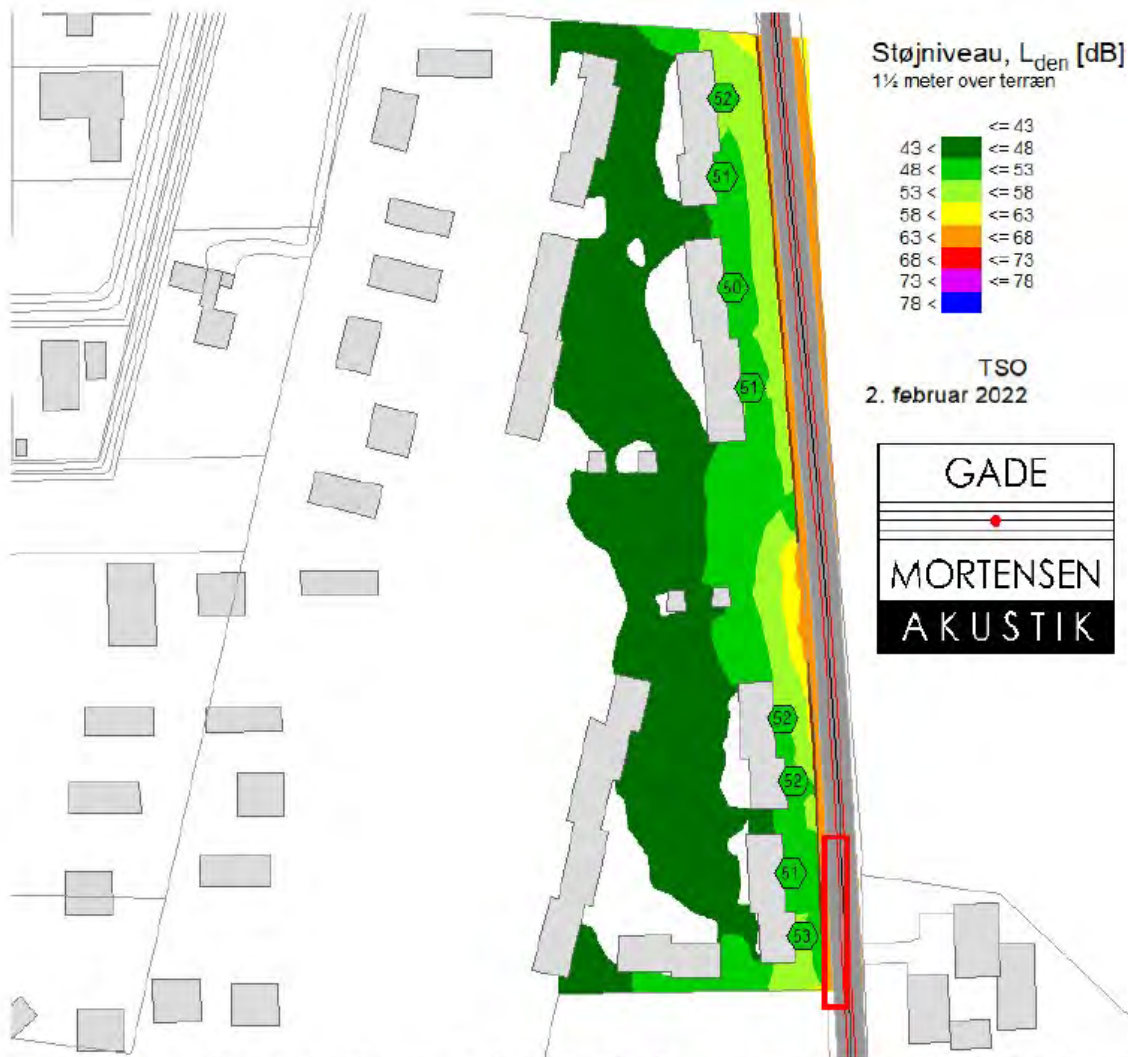 Støjniveau, Lden [dB]
1½ meter over terræn
<= 43
43 < <= 48
48 < <= 53
53 < <= 58
58 < <= 63
63 < <= 68
68 < <= 73
73 < <= 78
78 <
TSO
2. februar 2022
GADE
MORTENSEN
AKUSTIK
52
51
50
51
52
52
51
53